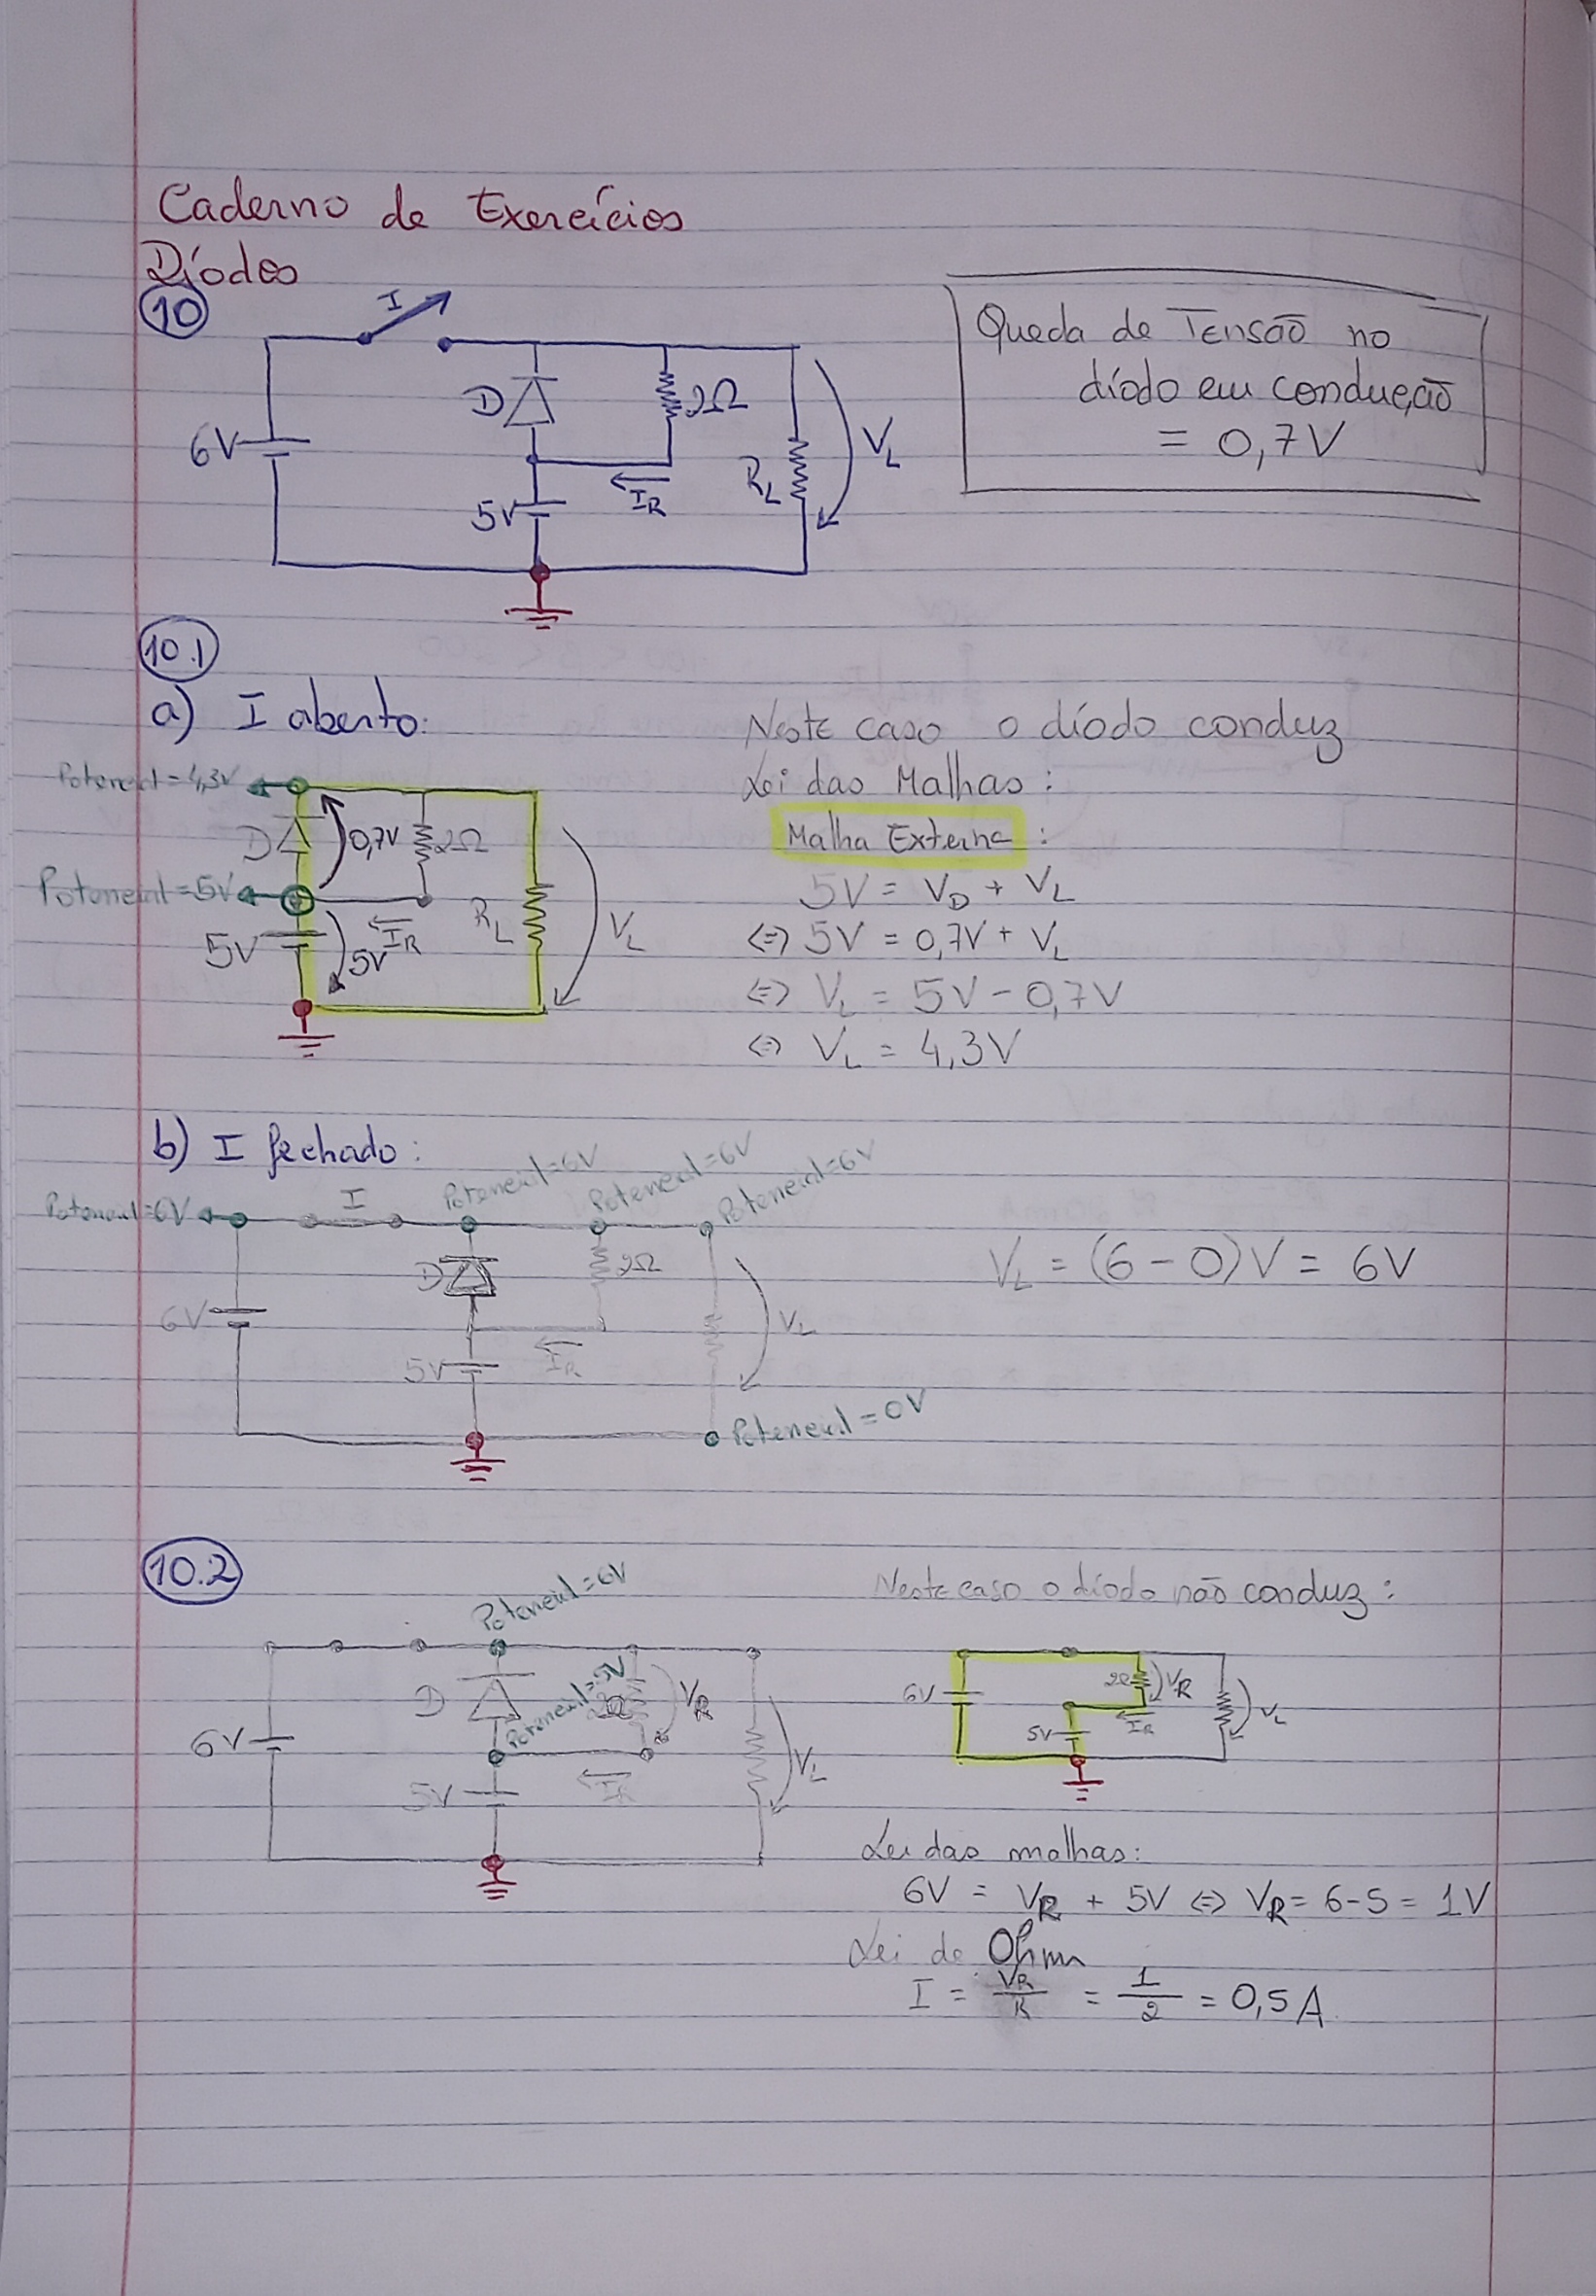 Caderno de Exercícios
Díodos
10
I
D
2Ω
6V
I_R
5V
R_L
V_L
Queda de Tensão no
díodo em condução
= 0,7V
10.1
a) I aberto:
Neste caso o díodo conduz
Lei das Malhas:
Malha Externa:
5V = V_D + V_L
<=> 5V = 0,7V + V_L
<=> V_L = 5V - 0,7V
<=> V_L = 4,3V
Potencial = 4,3V
D
0,7V
2Ω
Potencial = 5V
I_R
R_L
V_L
5V
5V
b) I fechado:
Potencial = 6V
I
Potencial = 6V
Potencial = 6V
Potencial = 6V
D
2Ω
6V
5V
I_R
V_L
Potencial = 0V
V_L = (6 - 0)V = 6V
10.2
Potencial = 6V
D
Potencial = 5V
2Ω
V_R
6V
5V
I_R
V_L
Neste caso o díodo não conduz:
6V
2Ω
V_R
5V
I_R
V_L
Lei das malhas:
6V = V_R + 5V <=> V_R = 6 - 5 = 1V
Lei de Ohm
I = V_R/R = 1/2 = 0,5A